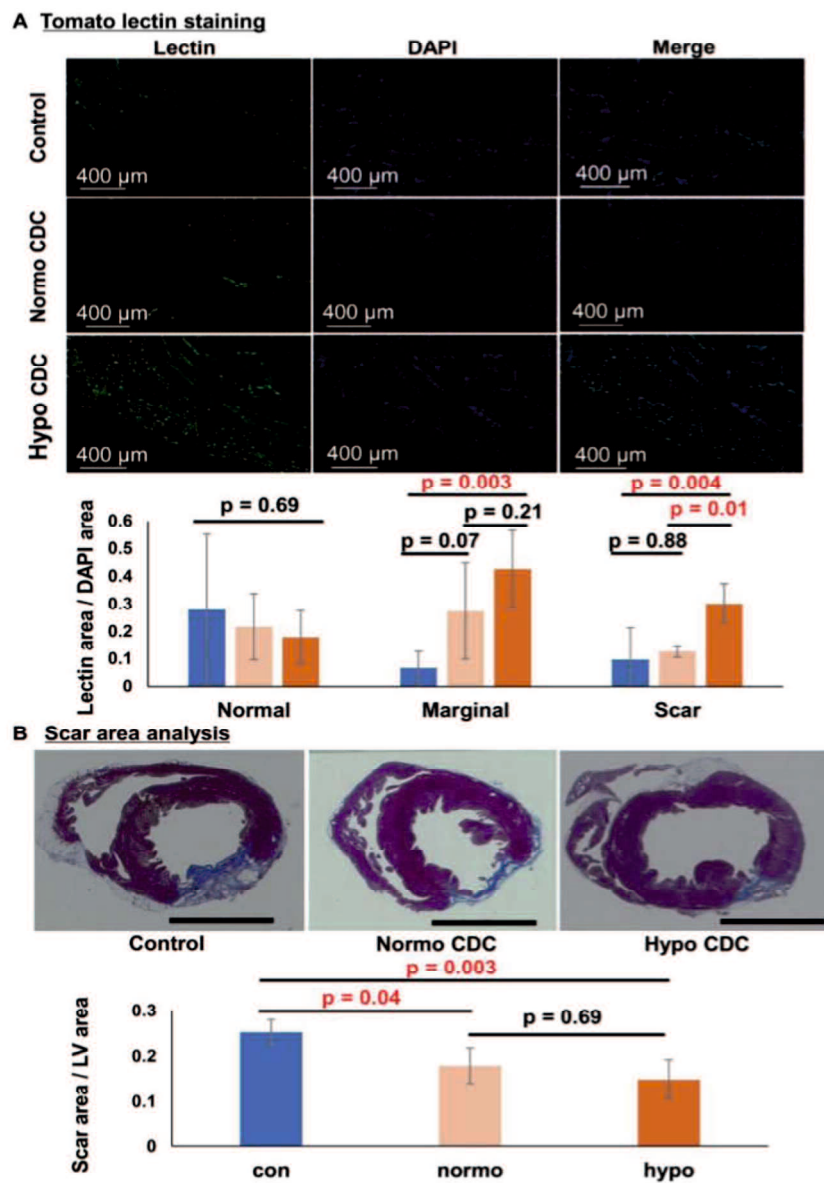 A Tomato lectin staining
Lectin DAPI Merge
Control
400 µm 400 µm 400 µm
Normo CDC
400 µm 400 µm 400 µm
Hypo CDC
400 µm 400 µm 400 µm
Lectin area / DAPI area
0.6
0.5
0.4
0.3
0.2
0.1
0
p = 0.69
p = 0.003
p = 0.21
p = 0.07
p = 0.004
p = 0.01
p = 0.88
Normal Marginal Scar
B Scar area analysis
Control Normo CDC Hypo CDC
Scar area / LV area
0.3
0.2
0.1
0
p = 0.003
p = 0.04
p = 0.69
con normo hypo